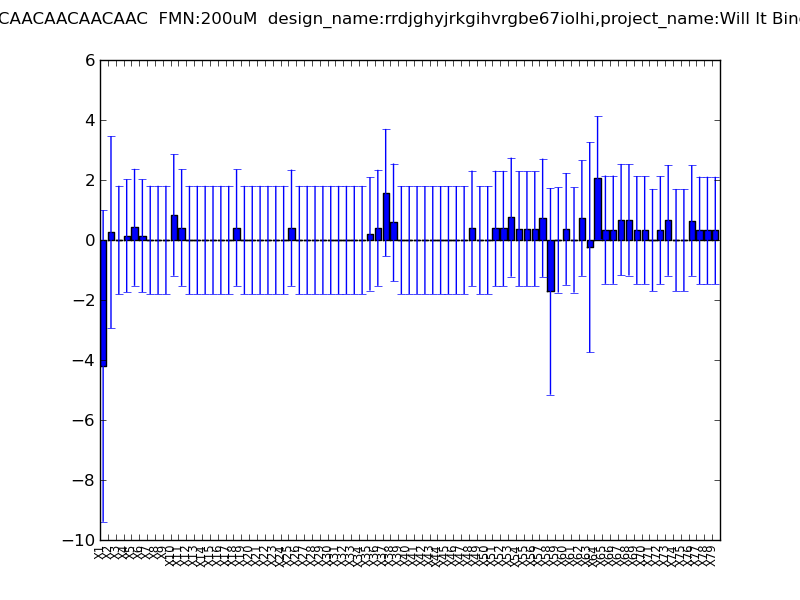 CAACAACAACAAC FMN:200uM design_name:rrdjghyjrkgihvrgbe67iolhi,project_name:Will It Bin
6
4
2
0
−2
−4
−6
−8
−10
X1
X2
X3
X4
X5
X6
X7
X8
X9
X10
X11
X12
X13
X14
X15
X16
X17
X18
X19
X20
X21
X22
X23
X24
X25
X26
X27
X28
X29
X30
X31
X32
X33
X34
X35
X36
X37
X38
X39
X40
X41
X42
X43
X44
X45
X46
X47
X48
X49
X50
X51
X52
X53
X54
X55
X56
X57
X58
X59
X60
X61
X62
X63
X64
X65
X66
X67
X68
X69
X70
X71
X72
X73
X74
X75
X76
X77
X78
X79